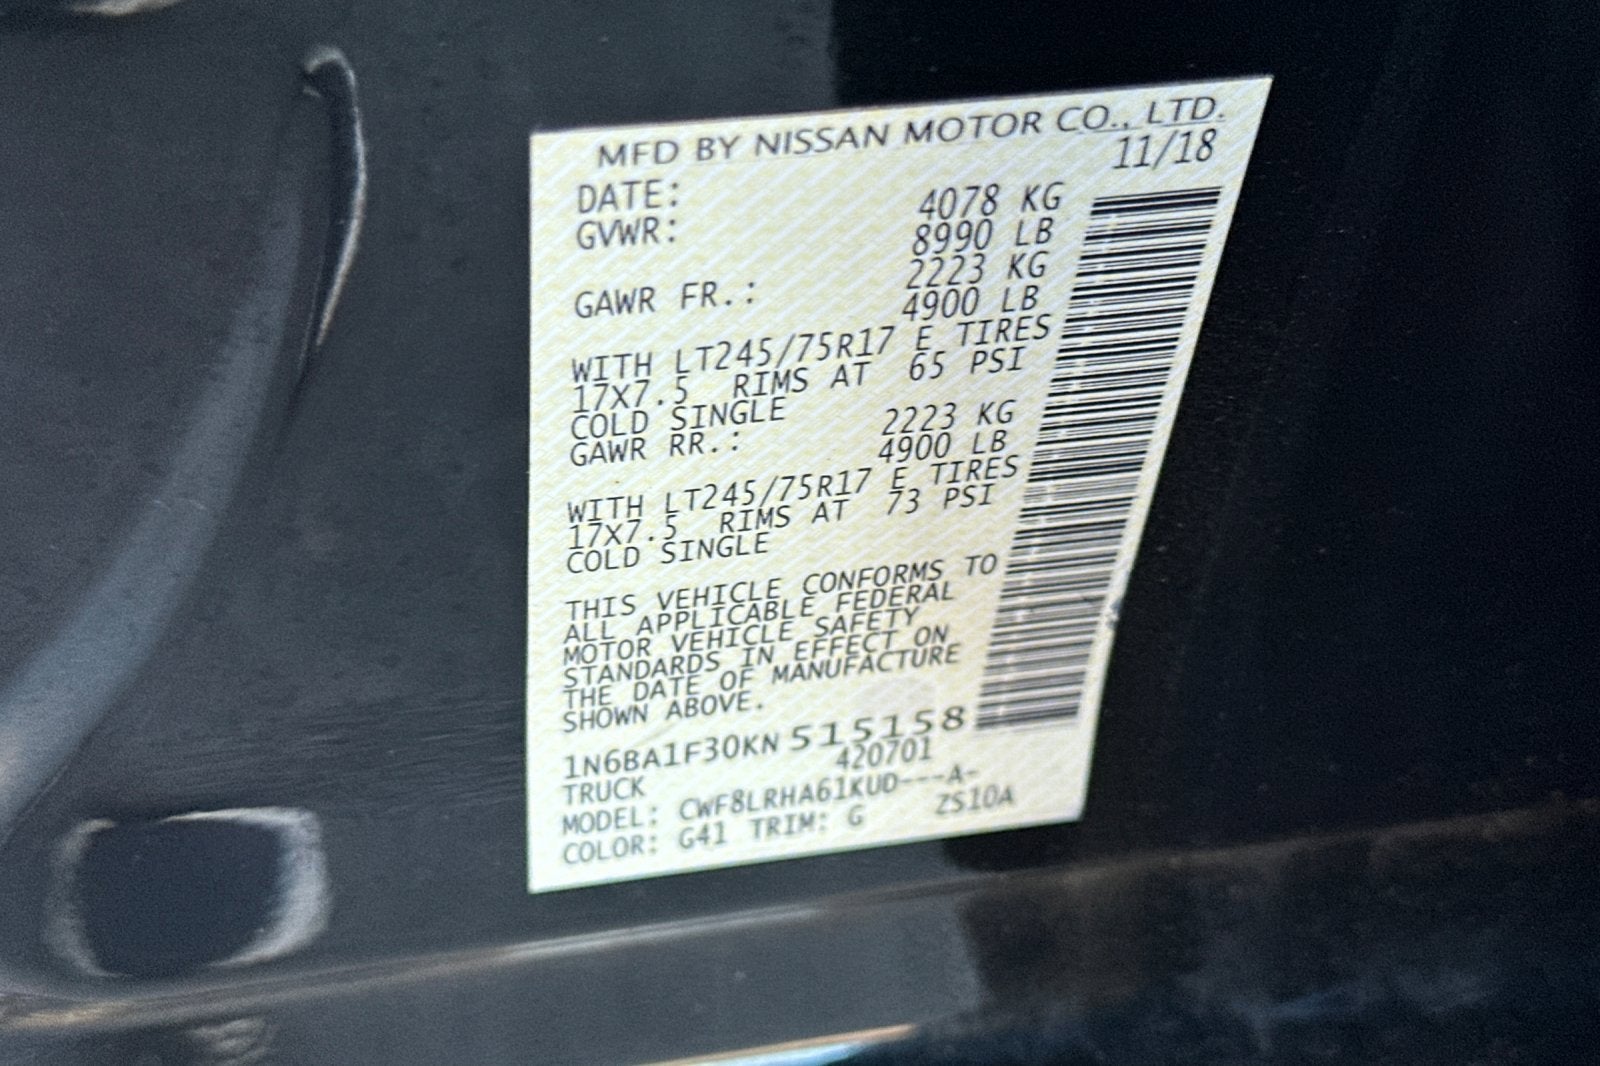 MFD BY NISSAN MOTOR CO., LTD.
DATE: 11/18
GVWR: 4078 KG
8990 LB
GAWR FR.: 2223 KG
4900 LB
WITH LT245/75R17 E TIRES
17X7.5 RIMS AT 65 PSI
COLD SINGLE
GAWR RR.: 2223 KG
4900 LB
WITH LT245/75R17 E TIRES
17X7.5 RIMS AT 73 PSI
COLD SINGLE
THIS VEHICLE CONFORMS TO
ALL APPLICABLE FEDERAL
MOTOR VEHICLE SAFETY
STANDARDS IN EFFECT ON
THE DATE OF MANUFACTURE
SHOWN ABOVE.
1N6BA1F30KN515158
TRUCK 420701
MODEL: CWF8LRHA61KUD---A-
COLOR: G41 TRIM: G ZS10A